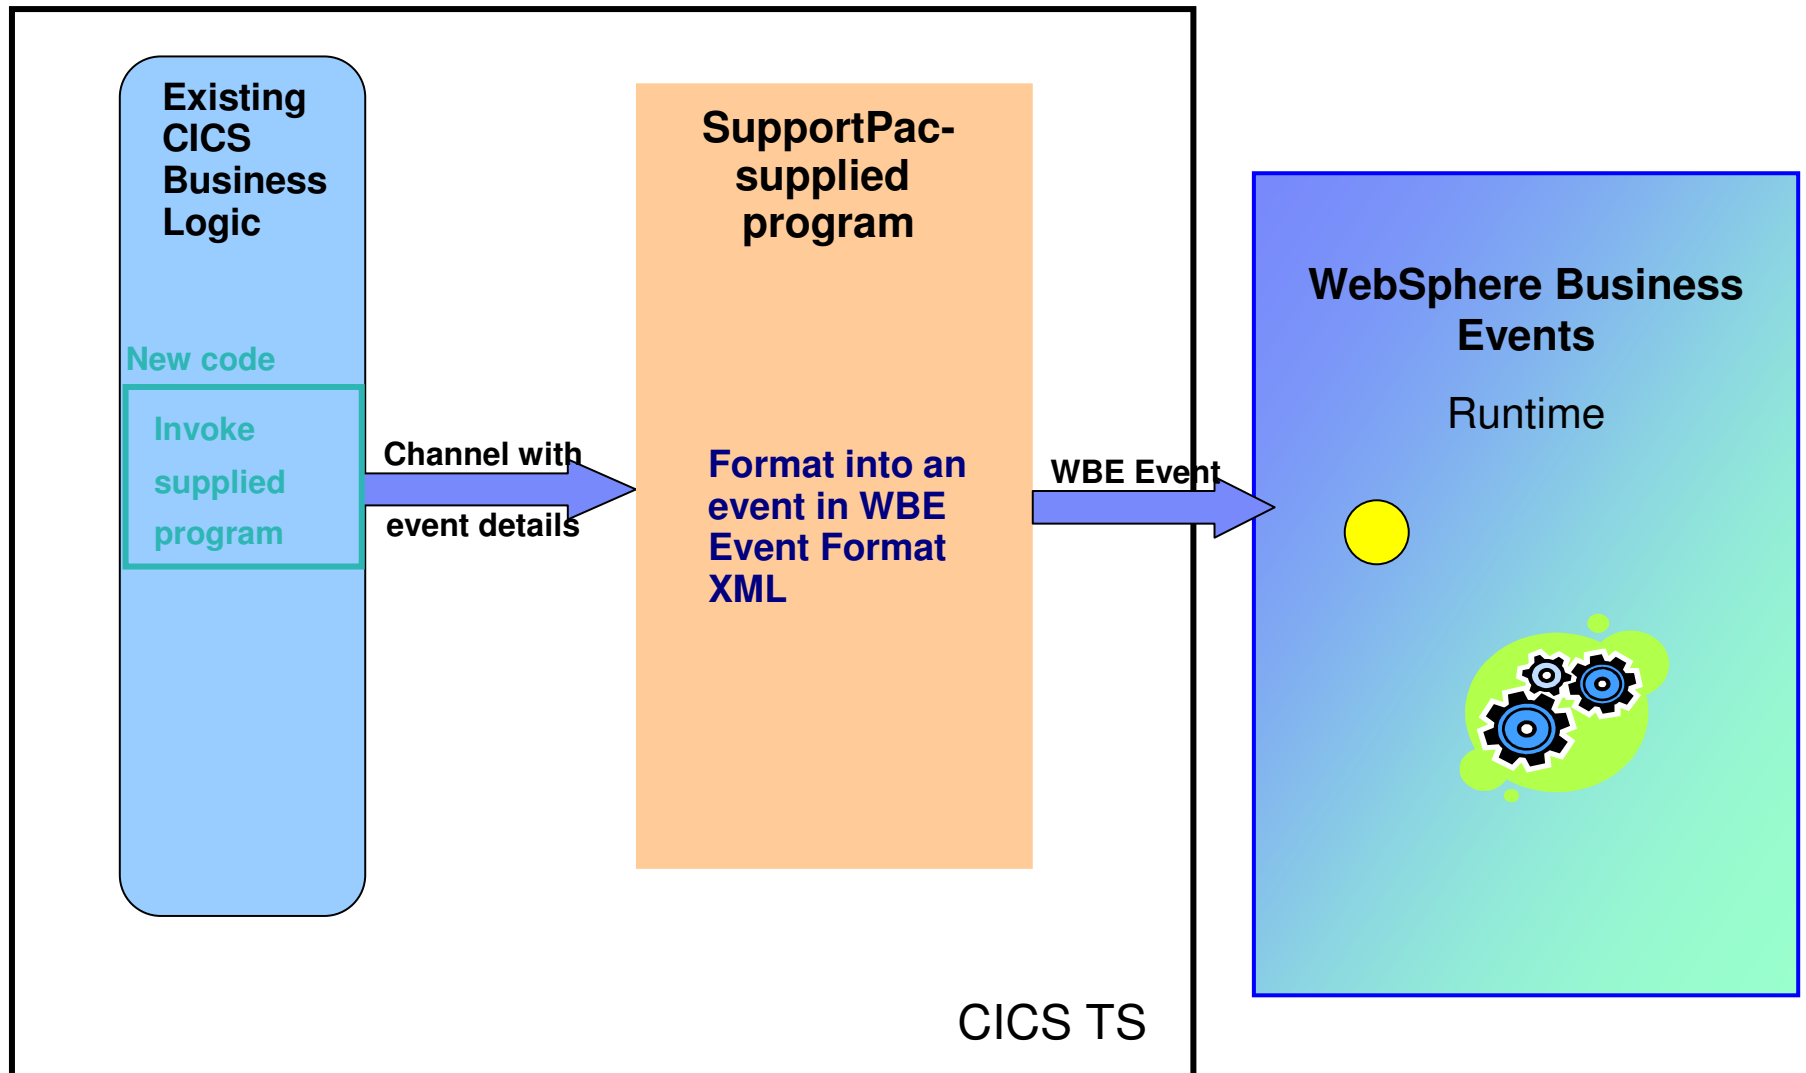 Existing
CICS
Business
Logic
New code
Invoke
supplied
program
Channel with
event details
SupportPac-
supplied
program
Format into an
event in WBE
Event Format
XML
WBE Event
WebSphere Business
Events
Runtime
CICS TS